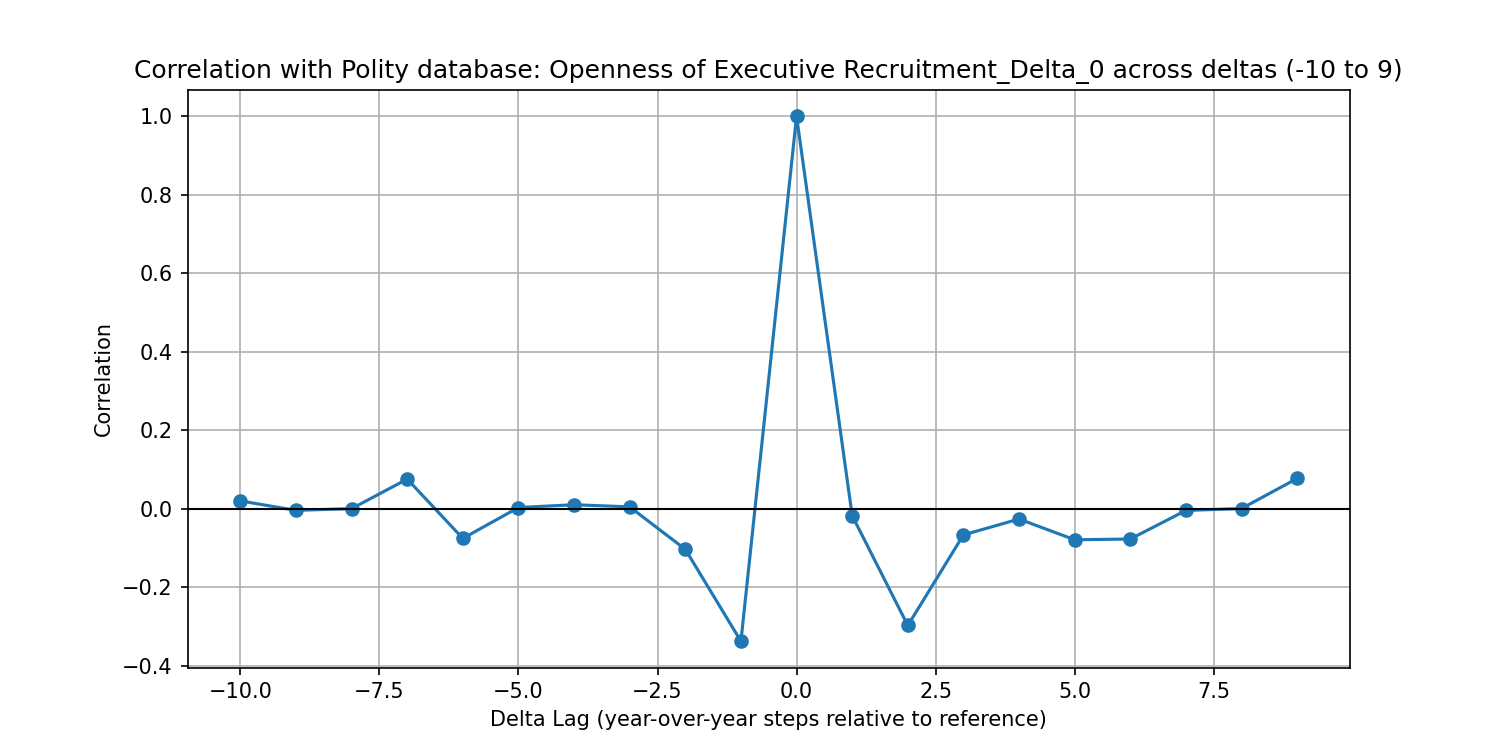 Correlation with Polity database: Openness of Executive Recruitment_Delta_0 across deltas (-10 to 9)
1.0
0.8
0.6
0.4
0.2
0.0
−0.2
−0.4
Correlation
−10.0 −7.5 −5.0 −2.5 0.0 2.5 5.0 7.5
Delta Lag (year-over-year steps relative to reference)